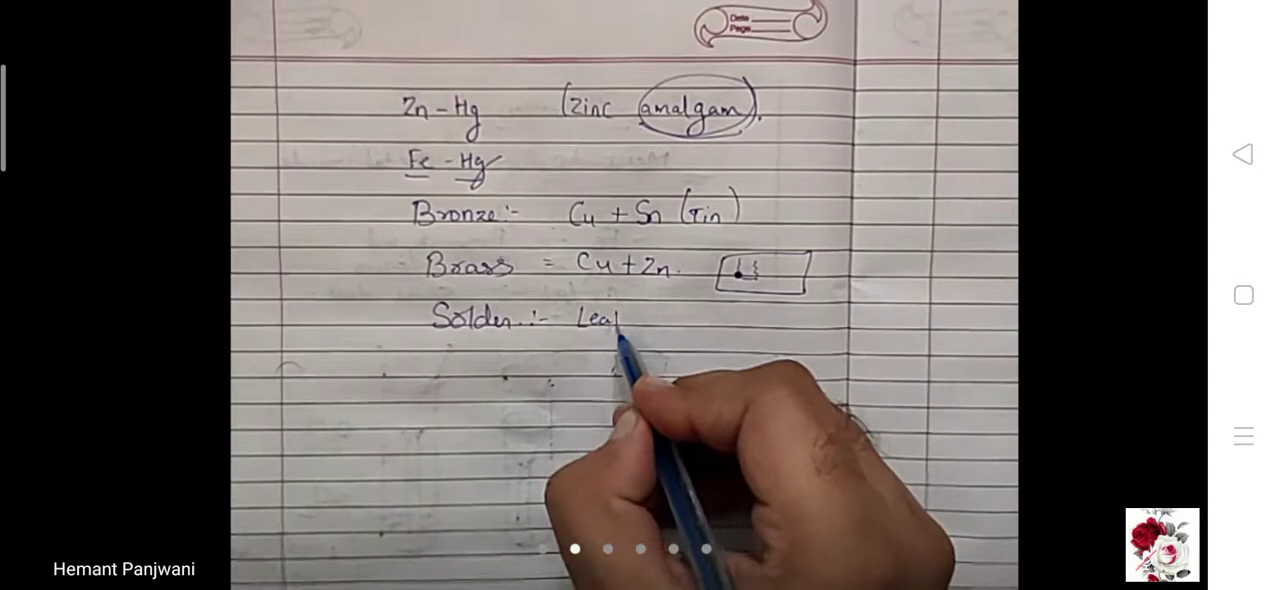 Date
Page
Zn - Hg (Zinc amalgam).
Fe - Hg
Bronze :- Cu + Sn (Tin)
Brass = Cu + Zn.
Solder :- Lea
Hemant Panjwani